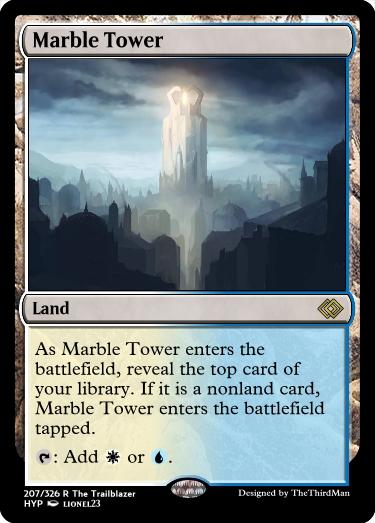 Marble Tower
Land
As Marble Tower enters the
battlefield, reveal the top card of
your library. If it is a nonland card,
Marble Tower enters the battlefield
tapped.
: Add or .
207/326 R The Trailblazer
HYP LIONEL23
Designed by TheThirdMan